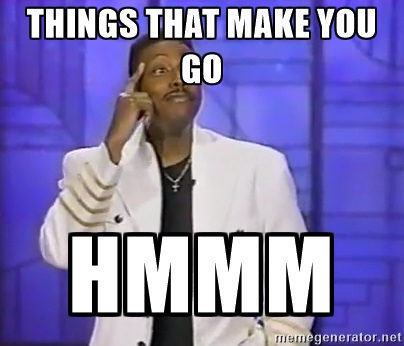 THINGS THAT MAKE YOU
GO
HMMM
memegenerator.net